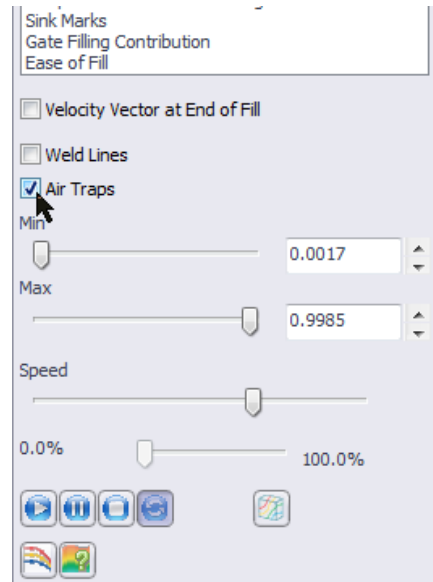 Sink Marks
Gate Filling Contribution
Ease of Fill
Velocity Vector at End of Fill
Weld Lines
Air Traps
Min
0.0017
Max
0.9985
Speed
0.0%
100.0%